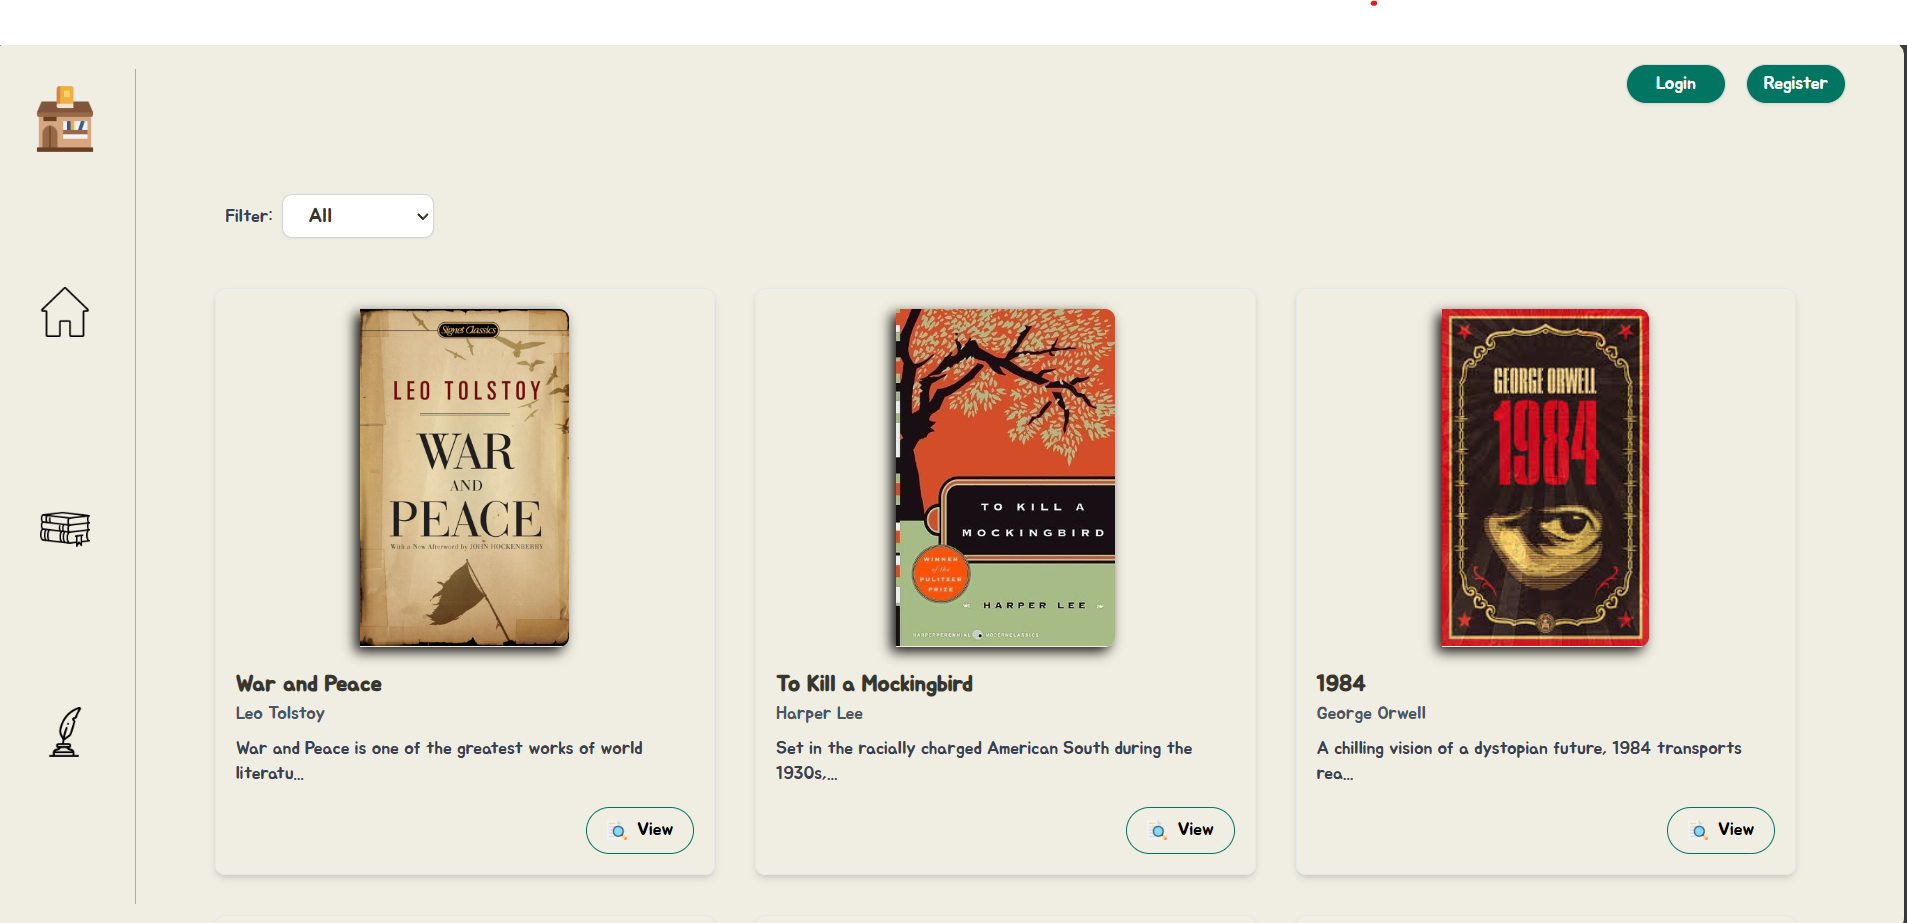 Login
Register
Filter:
All
Signet Classics
LEO TOLSTOY
WAR
AND
PEACE
With a New Afterword by JOHN HOCKENBERRY
War and Peace
Leo Tolstoy
War and Peace is one of the greatest works of world
literatu...
View
TO KILL A
MOCKINGBIRD
WINNER
of the
PULITZER
PRIZE
HARPER LEE
HARPERPERENNIAL MODERNCLASSICS
To Kill a Mockingbird
Harper Lee
Set in the racially charged American South during the
1930s,...
View
GEORGE ORWELL
1984
1984
George Orwell
A chilling vision of a dystopian future, 1984 transports
rea...
View